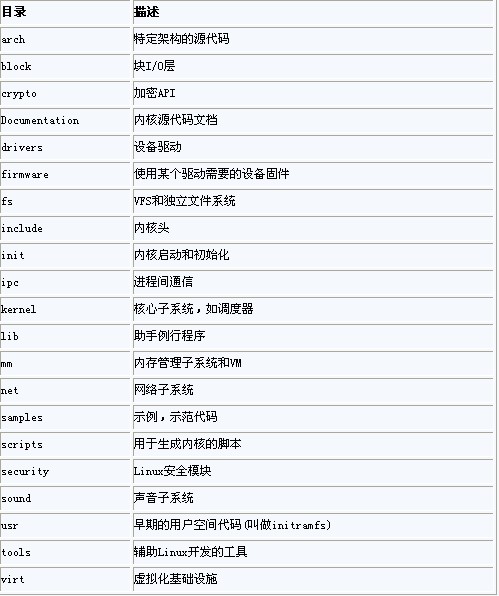 目录 描述
arch 特定架构的源代码
block 块I/O层
crypto 加密API
Documentation 内核源代码文档
drivers 设备驱动
firmware 使用某个驱动需要的设备固件
fs VFS和独立文件系统
include 内核头
init 内核启动和初始化
ipc 进程间通信
kernel 核心子系统，如调度器
lib 助手例行程序
mm 内存管理子系统和VM
net 网络子系统
samples 示例，示范代码
scripts 用于生成内核的脚本
security Linux安全模块
sound 声音子系统
usr 早期的用户空间代码(叫做initramfs)
tools 辅助Linux开发的工具
virt 虚拟化基础设施